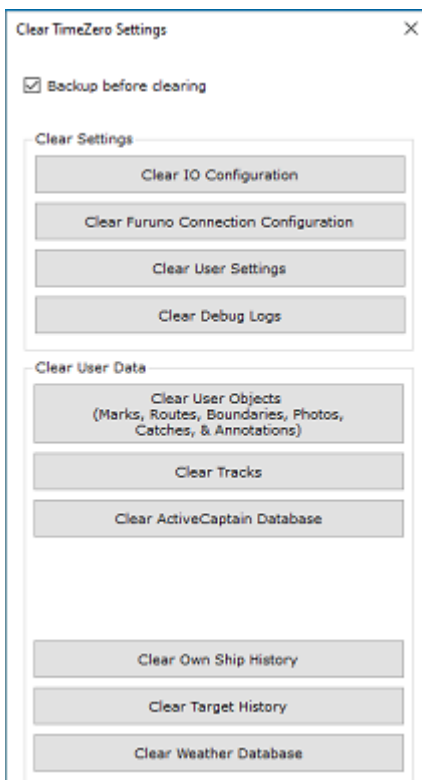 Clear TimeZero Settings
Backup before clearing
Clear Settings
Clear IO Configuration
Clear Furuno Connection Configuration
Clear User Settings
Clear Debug Logs
Clear User Data
Clear User Objects
(Marks, Routes, Boundaries, Photos,
Catches, & Annotations)
Clear Tracks
Clear ActiveCaptain Database
Clear Own Ship History
Clear Target History
Clear Weather Database